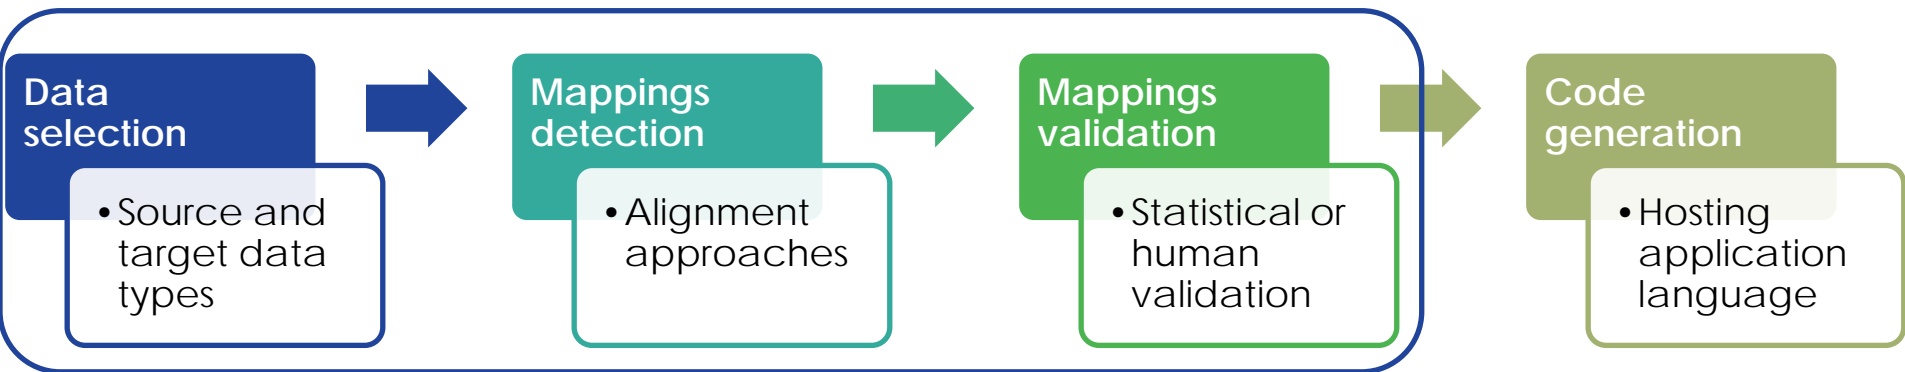 Data
selection
• Source and
target data
types
Mappings
detection
• Alignment
approaches
Mappings
validation
• Statistical or
human
validation
Code
generation
• Hosting
application
language